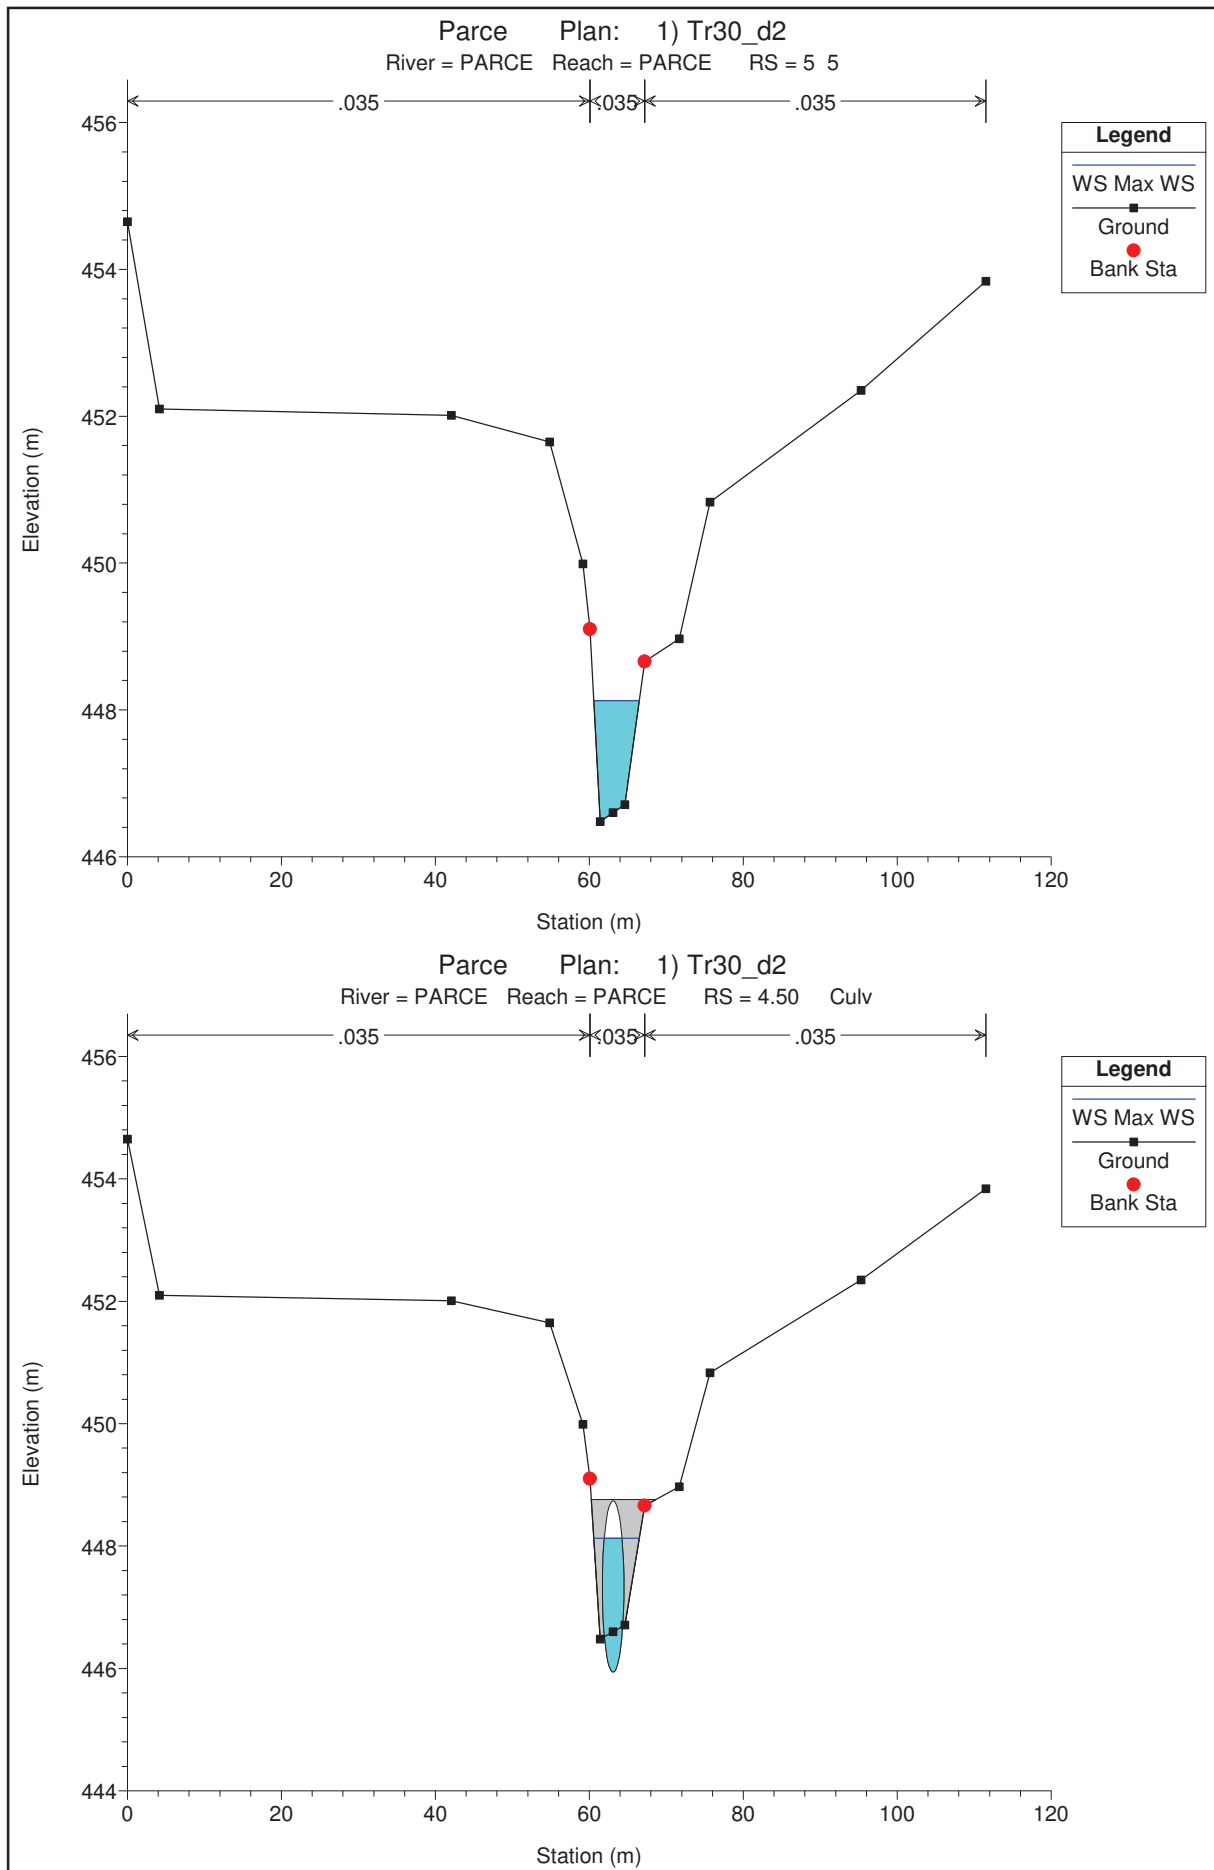 Parce Plan: 1) Tr30_d2
River = PARCE Reach = PARCE RS = 5 5
.035 .035 .035
Legend
WS Max WS
Ground
Bank Sta
456
454
452
450
448
446
Elevation (m)
0 20 40 60 80 100 120
Station (m)
Parce Plan: 1) Tr30_d2
River = PARCE Reach = PARCE RS = 4.50 Culv
.035 .035 .035
Legend
WS Max WS
Ground
Bank Sta
456
454
452
450
448
446
444
Elevation (m)
0 20 40 60 80 100 120
Station (m)